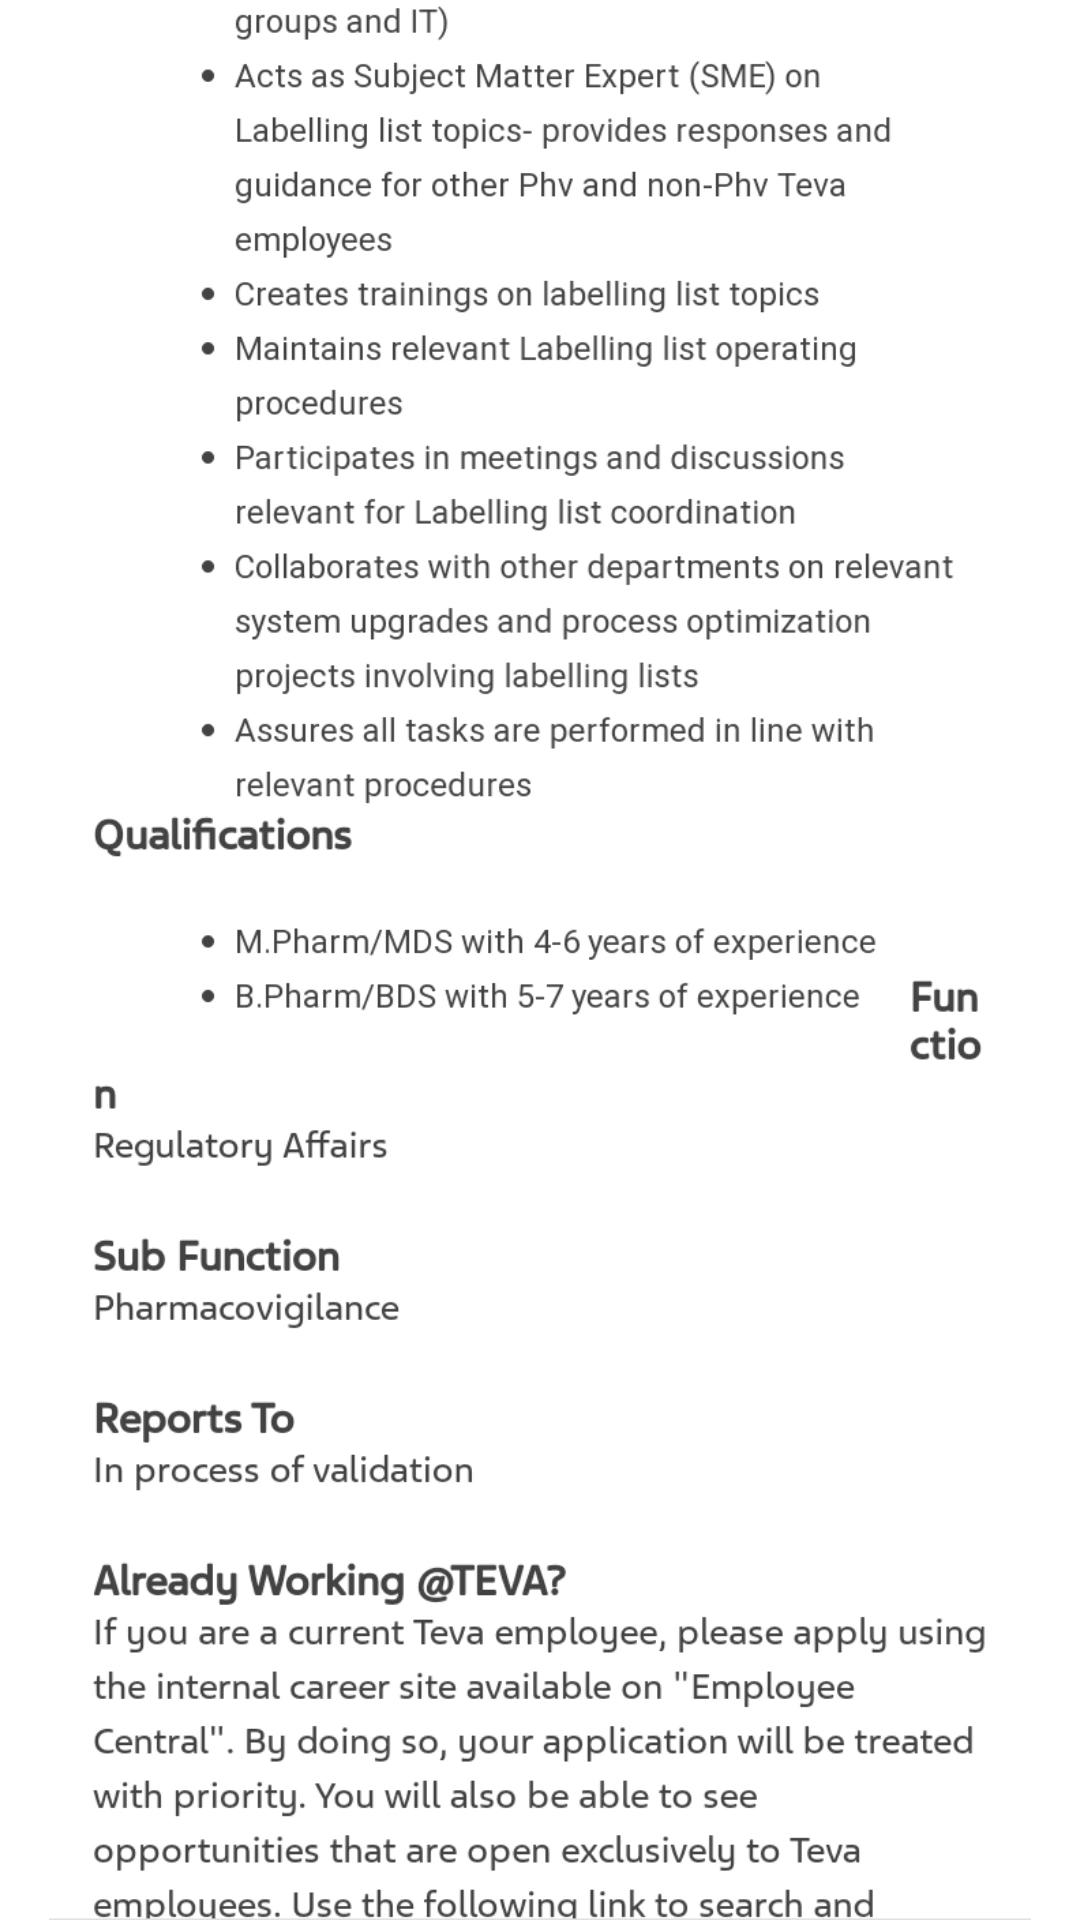 groups and IT)
• Acts as Subject Matter Expert (SME) on
Labelling list topics- provides responses and
guidance for other Phv and non-Phv Teva
employees
• Creates trainings on labelling list topics
• Maintains relevant Labelling list operating
procedures
• Participates in meetings and discussions
relevant for Labelling list coordination
• Collaborates with other departments on relevant
system upgrades and process optimization
projects involving labelling lists
• Assures all tasks are performed in line with
relevant procedures
Qualifications
• M.Pharm/MDS with 4-6 years of experience
• B.Pharm/BDS with 5-7 years of experience
Fun
ctio
n
Regulatory Affairs
Sub Function
Pharmacovigilance
Reports To
In process of validation
Already Working @TEVA?
If you are a current Teva employee, please apply using
the internal career site available on "Employee
Central". By doing so, your application will be treated
with priority. You will also be able to see
opportunities that are open exclusively to Teva
employees. Use the following link to search and